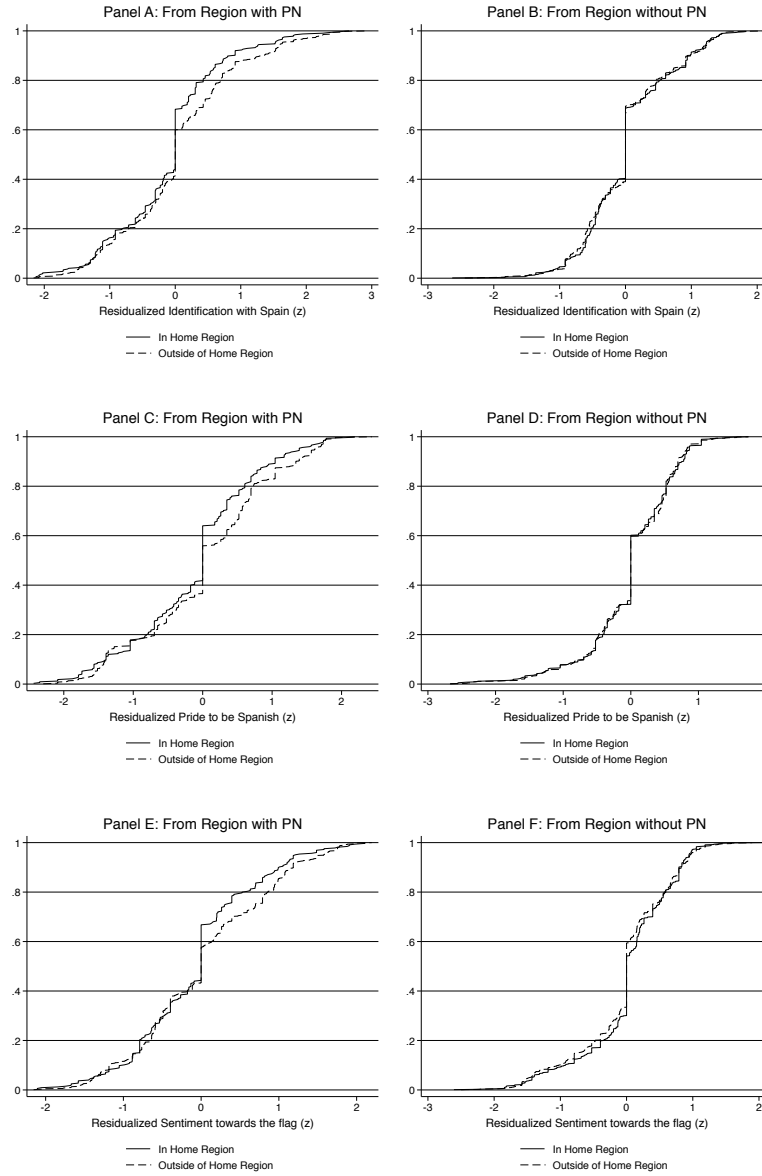 Panel A: From Region with PN
1
.8
.6
.4
.2
0
-2 -1 0 1 2 3
Residualized Identification with Spain (z)
In Home Region
Outside of Home Region
Panel B: From Region without PN
1
.8
.6
.4
.2
0
-3 -2 -1 0 1 2
Residualized Identification with Spain (z)
In Home Region
Outside of Home Region
Panel C: From Region with PN
1
.8
.6
.4
.2
0
-2 -1 0 1 2
Residualized Pride to be Spanish (z)
In Home Region
Outside of Home Region
Panel D: From Region without PN
1
.8
.6
.4
.2
0
-3 -2 -1 0 1
Residualized Pride to be Spanish (z)
In Home Region
Outside of Home Region
Panel E: From Region with PN
1
.8
.6
.4
.2
0
-2 -1 0 1 2
Residualized Sentiment towards the flag (z)
In Home Region
Outside of Home Region
Panel F: From Region without PN
1
.8
.6
.4
.2
0
-3 -2 -1 0 1 2
Residualized Sentiment towards the flag (z)
In Home Region
Outside of Home Region